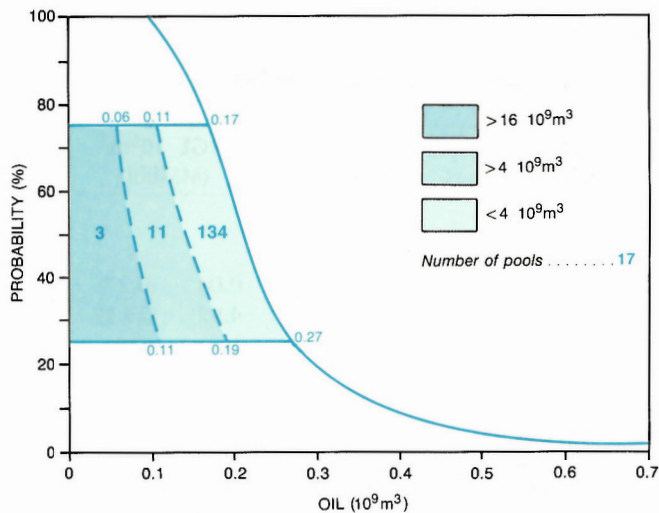 100
80
0.06 0.11 0.17
>16 10⁹m³
>4 10⁹m³
60
<4 10⁹m³
PROBABILITY (%)
3 11 134
Number of pools ........ 17
40
0.27
0.11 0.19
20
0
0 0.1 0.2 0.3 0.4 0.5 0.6 0.7
OIL (10⁹m³)